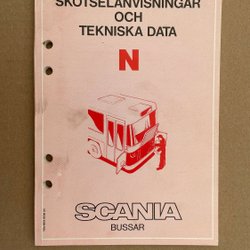 SKÖTSELANVISNINGAR
OCH
TEKNISKA DATA
N
SCANIA
BUSSAR